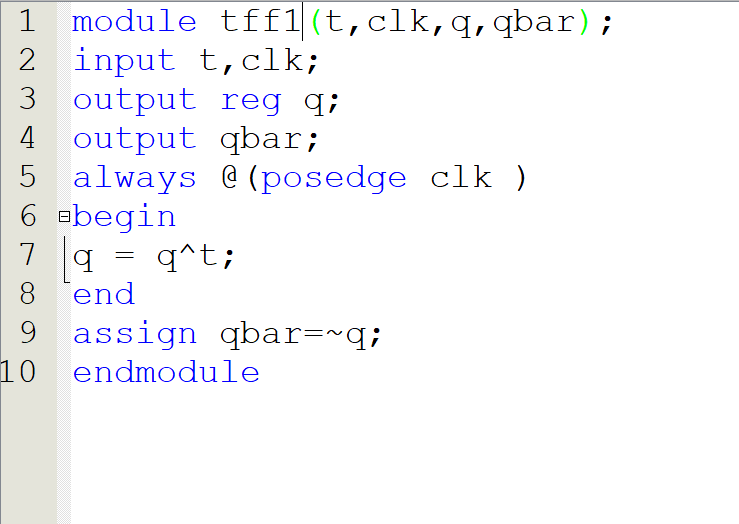 1 module tff1(t,clk,q,qbar);
2 input t,clk;
3 output reg q;
4 output qbar;
5 always @(posedge clk )
6 begin
7 q = q^t;
8 end
9 assign qbar=~q;
10 endmodule